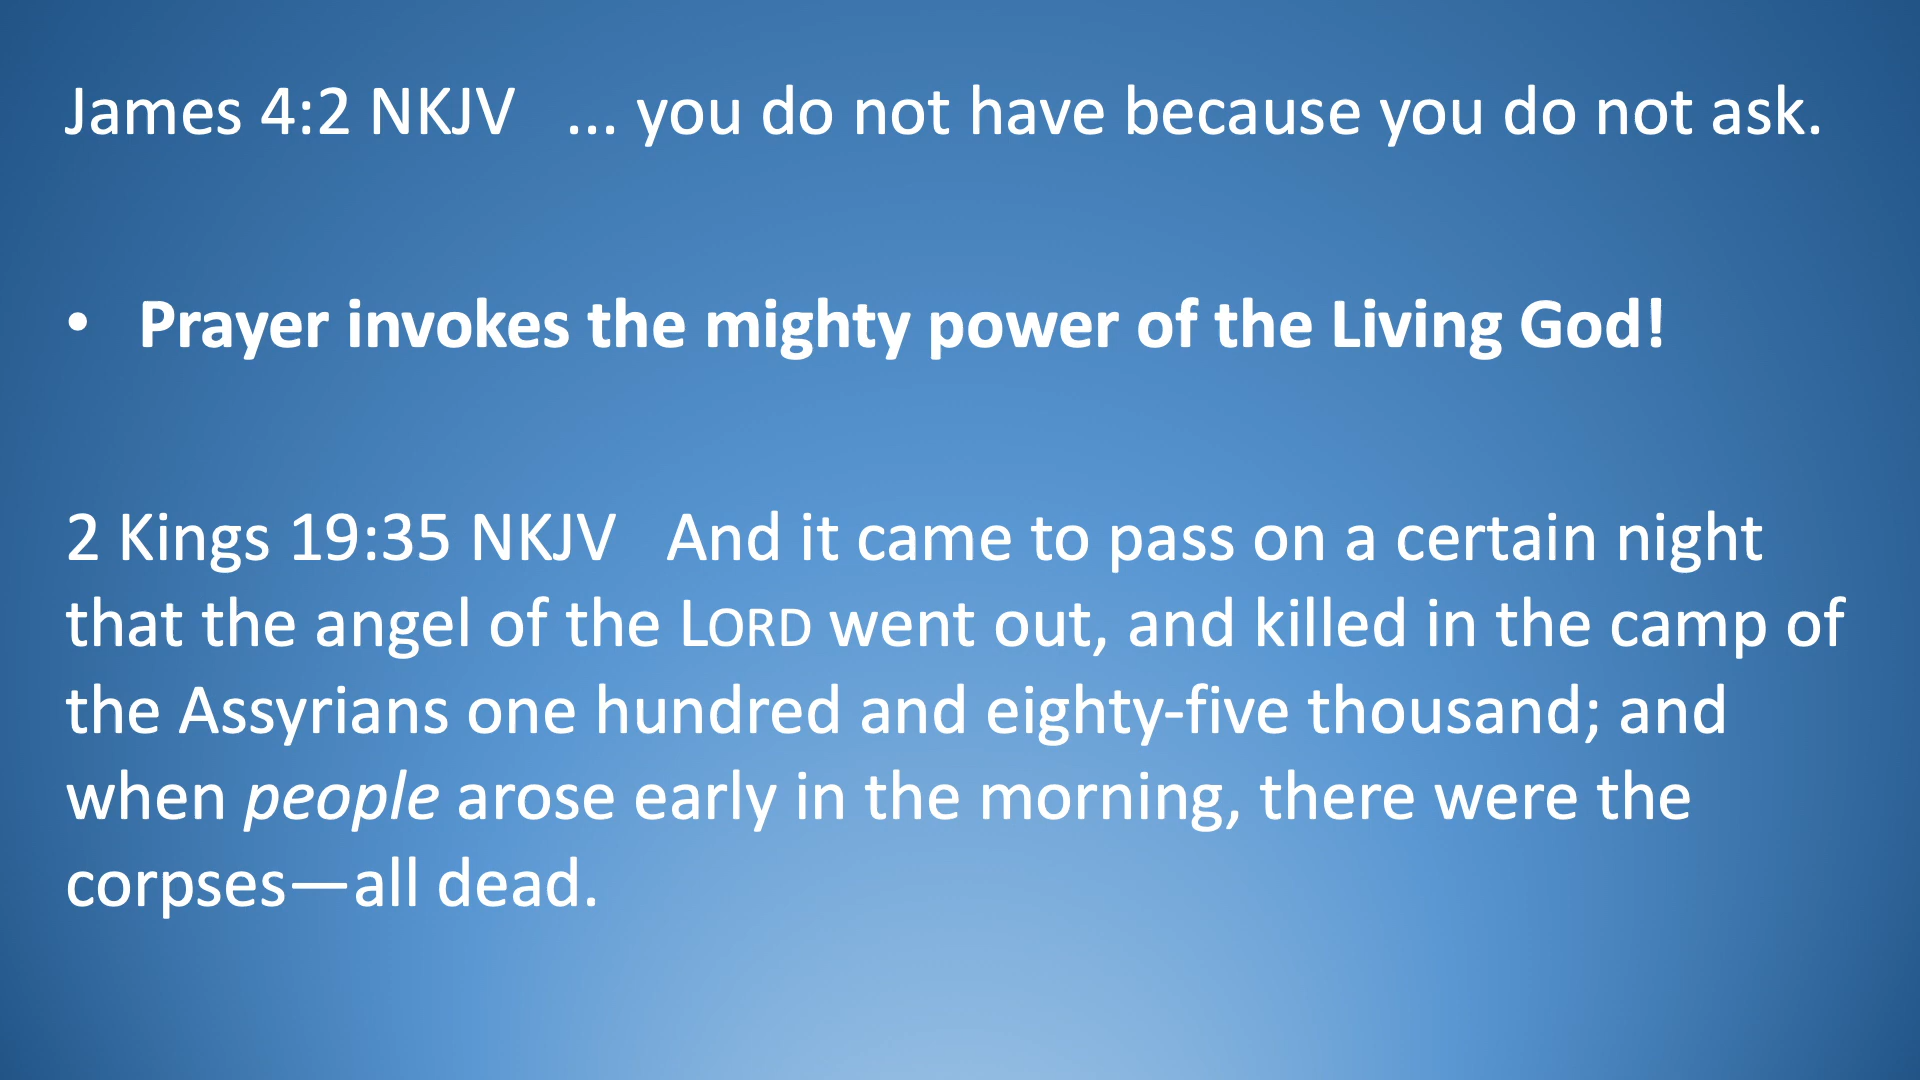 James 4:2 NKJV   ... you do not have because you do not ask.
• Prayer invokes the mighty power of the Living God!
2 Kings 19:35 NKJV   And it came to pass on a certain night
that the angel of the LORD went out, and killed in the camp of
the Assyrians one hundred and eighty-five thousand; and
when people arose early in the morning, there were the
corpses—all dead.